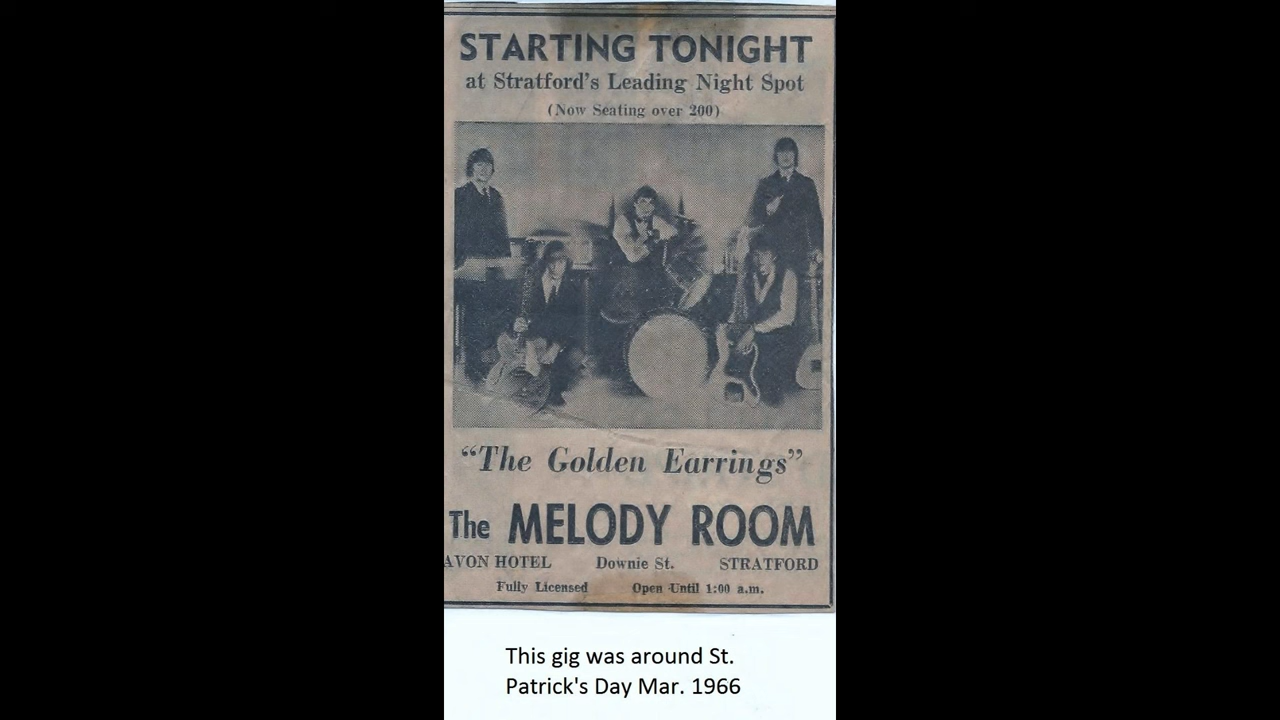 STARTING TONIGHT
at Stratford's Leading Night Spot
(Now Seating over 200)
"The Golden Earrings"
The MELODY ROOM
AVON HOTEL Downie St. STRATFORD
Fully Licensed Open Until 1:00 a.m.
This gig was around St.
Patrick's Day Mar. 1966